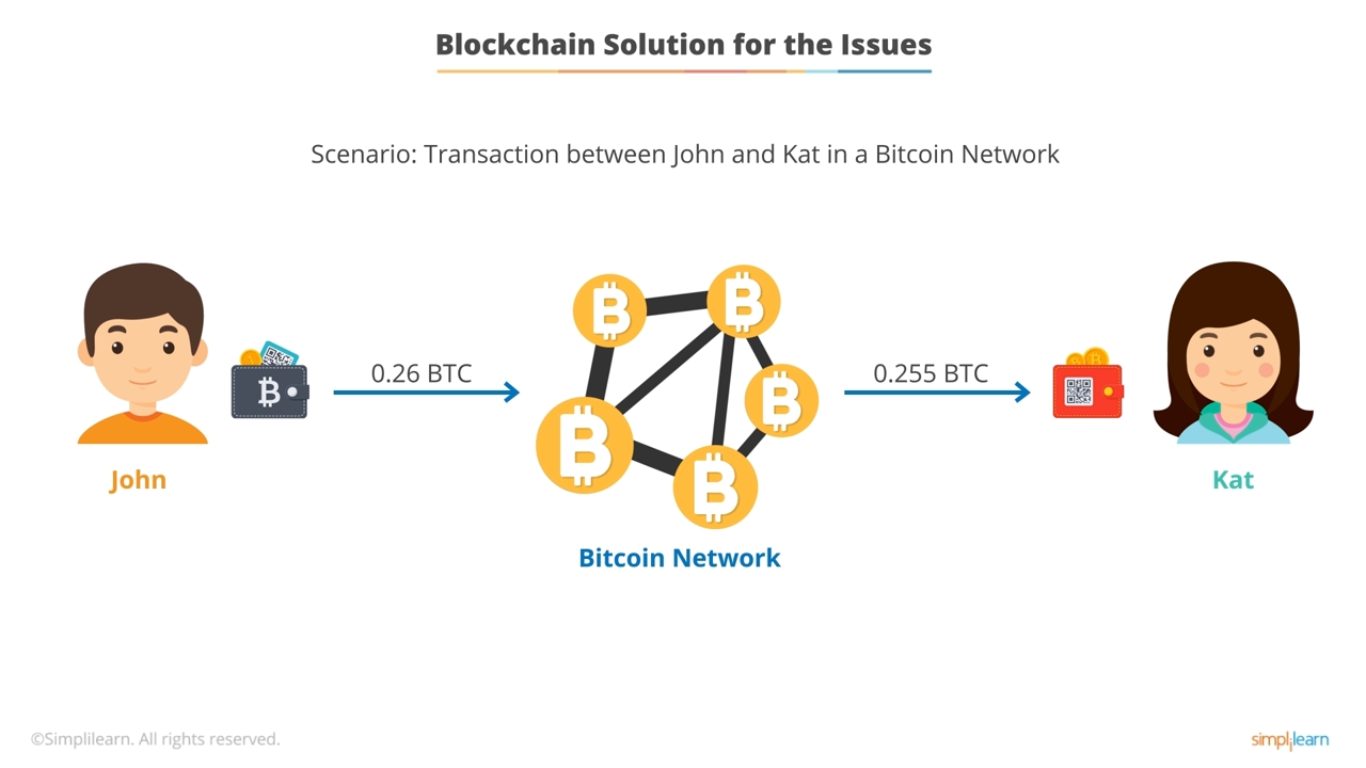 Blockchain Solution for the Issues
Scenario: Transaction between John and Kat in a Bitcoin Network
0.26 BTC
0.255 BTC
John
Kat
Bitcoin Network
©Simplilearn. All rights reserved.
simplilearn